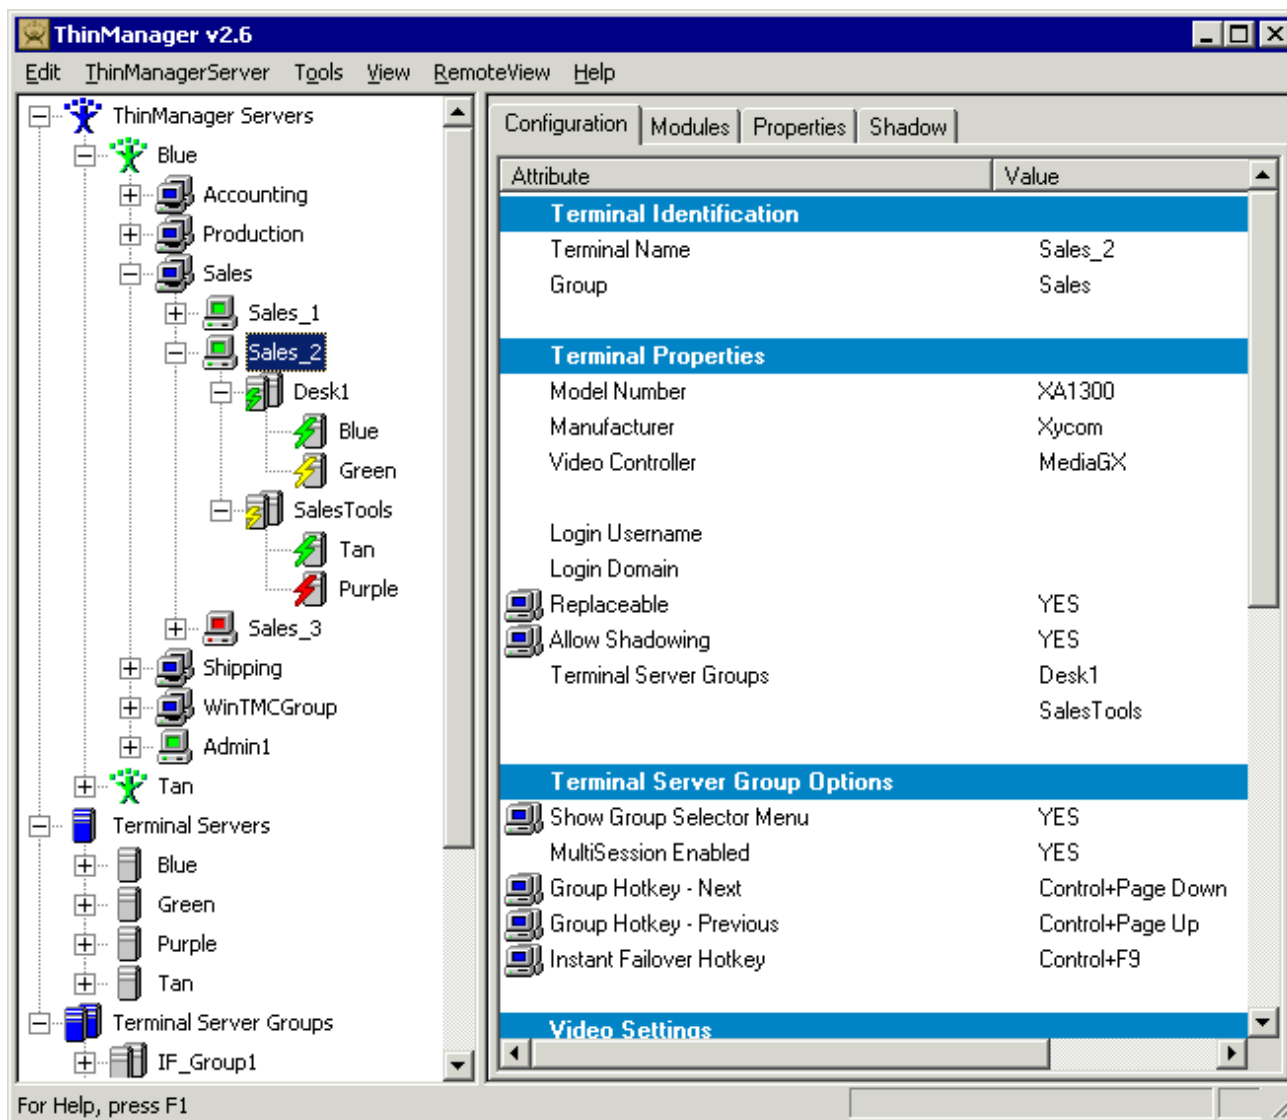 ThinManager v2.6
Edit ThinManagerServer Tools View RemoteView Help
ThinManager Servers
Blue
Accounting
Production
Sales
Sales_1
Sales_2
Desk1
Blue
Green
SalesTools
Tan
Purple
Sales_3
Shipping
WinTMCGroup
Admin1
Tan
Terminal Servers
Blue
Green
Purple
Tan
Terminal Server Groups
IF_Group1
Configuration Modules Properties Shadow
Attribute Value
Terminal Identification
Terminal Name Sales_2
Group Sales
Terminal Properties
Model Number XA1300
Manufacturer Xycom
Video Controller MediaGX
Login Username
Login Domain
Replaceable YES
Allow Shadowing YES
Terminal Server Groups Desk1
SalesTools
Terminal Server Group Options
Show Group Selector Menu YES
MultiSession Enabled YES
Group Hotkey - Next Control+Page Down
Group Hotkey - Previous Control+Page Up
Instant Failover Hotkey Control+F9
Video Settings
For Help, press F1